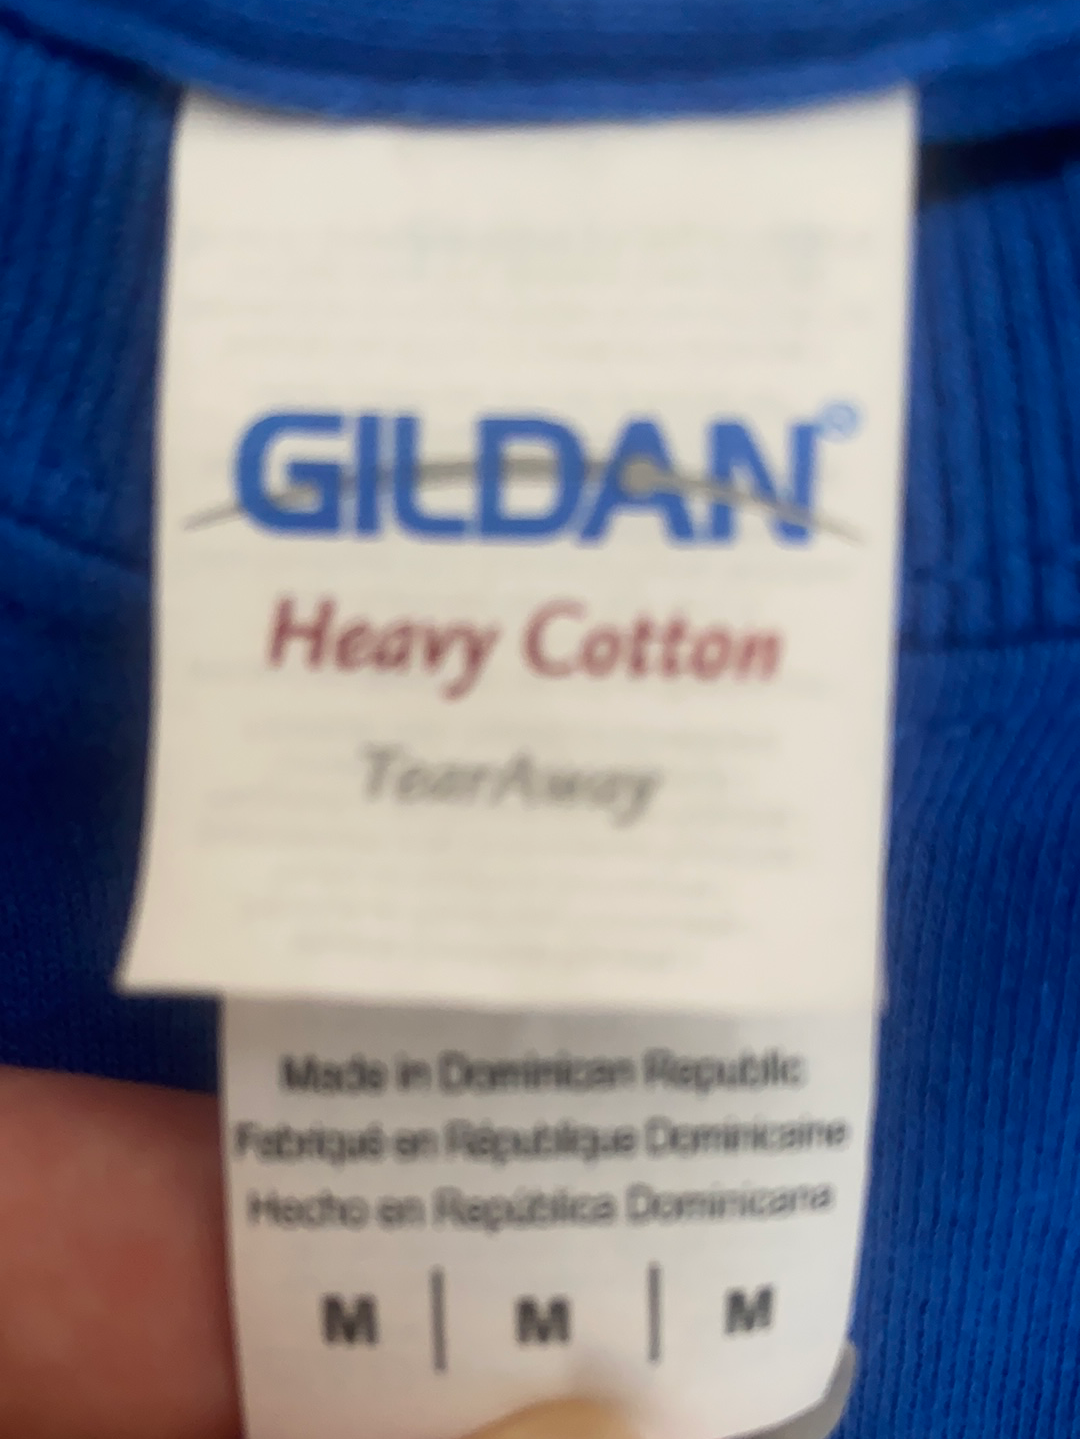 GILDAN®
Heavy Cotton
TearAway
Made in Dominican Republic
Fabriqué en République Dominicaine
Hecho en República Dominicana
M | M | M